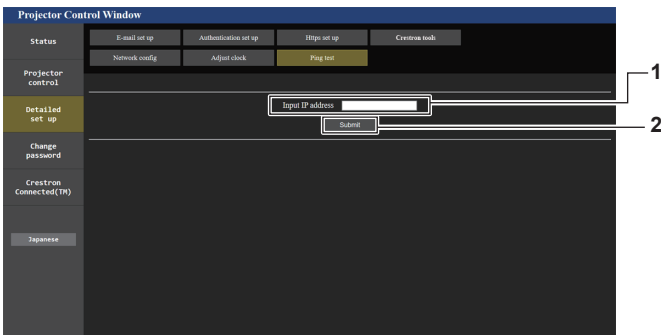 Projector Control Window
Status
E-mail set up
Authentication set up
Https set up
Crestron tools
Network config
Adjust clock
Ping test
Projector
control
Detailed
set up
Change
password
Crestron
Connected(TM)
Japanese
Input IP address
Submit
1
2